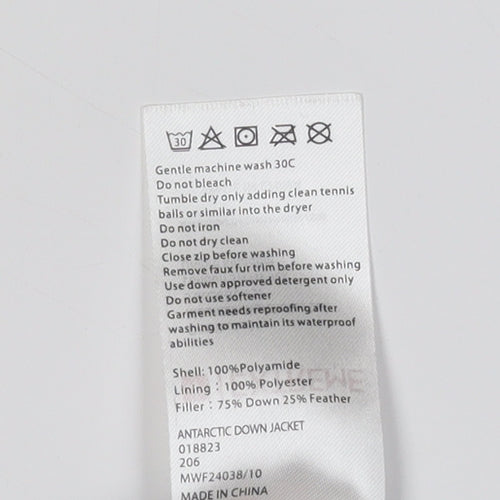 30
Gentle machine wash 30C
Do not bleach
Tumble dry only adding clean tennis
balls or similar into the dryer
Do not iron
Do not dry clean
Close zip before washing
Remove faux fur trim before washing
Use down approved detergent only
Do not use softener
Garment needs reproofing after
washing to maintain its waterproof
abilities
Shell: 100%Polyamide
Lining : 100% Polyester
Filler : 75% Down 25% Feather
ANTARCTIC DOWN JACKET
018823
206
MWF24038/10
MADE IN CHINA